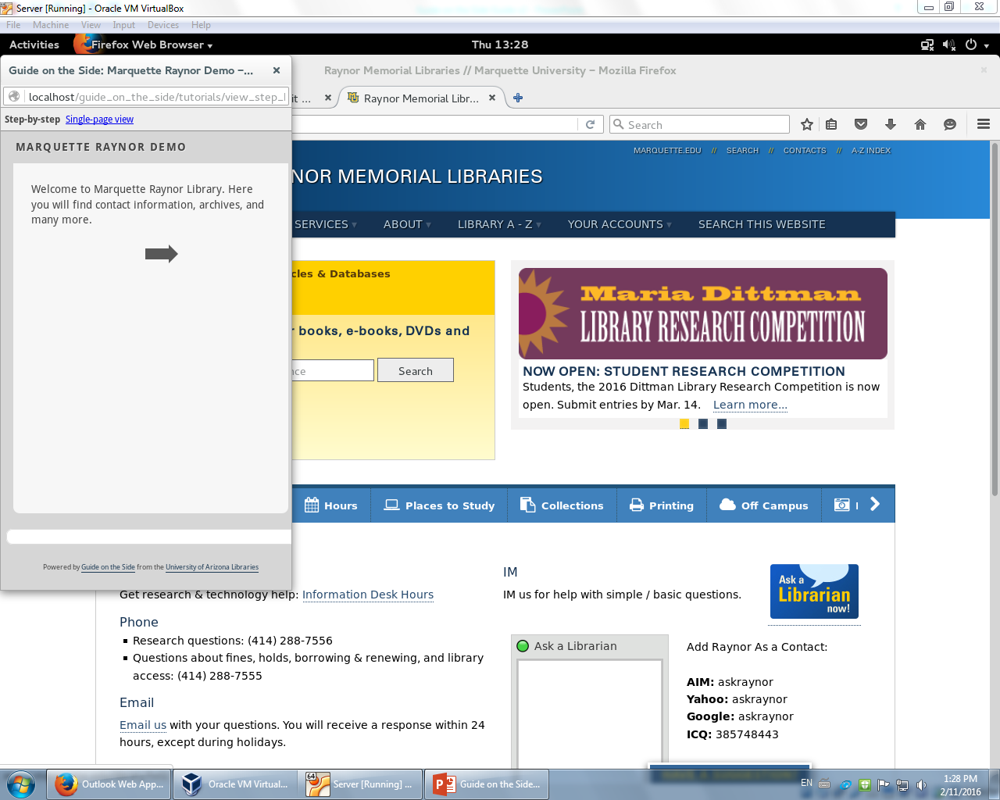 Server [Running] - Oracle VM VirtualBox
File Machine View Input Devices Help
Activities Firefox Web Browser Thu 13:28
Guide on the Side: Marquette Raynor Demo –...
Raynor Memorial Libraries // Marquette University – Mozilla Firefox
localhost/guide_on_the_side/tutorials/view_step_
it ... Raynor Memorial Libr...
Step-by-step Single-page view
Search
MARQUETTE RAYNOR DEMO
Welcome to Marquette Raynor Library. Here
you will find contact information, archives, and
many more.
Powered by Guide on the Side from the University of Arizona Libraries
MARQUETTE.EDU // SEARCH // CONTACTS // A-Z INDEX
NOR MEMORIAL LIBRARIES
SERVICES ABOUT LIBRARY A - Z YOUR ACCOUNTS SEARCH THIS WEBSITE
cles & Databases
r books, e-books, DVDs and
nce Search
Maria Dittman
LIBRARY RESEARCH COMPETITION
NOW OPEN: STUDENT RESEARCH COMPETITION
Students, the 2016 Dittman Library Research Competition is now
open. Submit entries by Mar. 14. Learn more...
Hours Places to Study Collections Printing Off Campus
Get research & technology help: Information Desk Hours
Phone
Research questions: (414) 288-7556
Questions about fines, holds, borrowing & renewing, and library
access: (414) 288-7555
Email
Email us with your questions. You will receive a response within 24
hours, except during holidays.
IM
IM us for help with simple / basic questions.
Ask a
Librarian
now!
Ask a Librarian
Add Raynor As a Contact:
AIM: askraynor
Yahoo: askraynor
Google: askraynor
ICQ: 385748443
Outlook Web App... Oracle VM Virtual... 64 Server [Running] ... Guide on the Side... EN 1:28 PM
2/11/2016